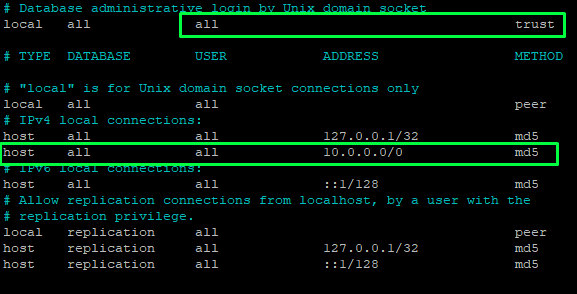 # Database administrative login by Unix domain socket
local   all             all                                     trust
# TYPE  DATABASE        USER            ADDRESS                 METHOD
# "local" is for Unix domain socket connections only
local   all             all                                     peer
# IPv4 local connections:
host    all             all             127.0.0.1/32            md5
host    all             all             10.0.0.0/0              md5
# IPv6 local connections:
host    all             all             ::1/128                 md5
# Allow replication connections from localhost, by a user with the
# replication privilege.
local   replication     all                                     peer
host    replication     all             127.0.0.1/32            md5
host    replication     all             ::1/128                 md5